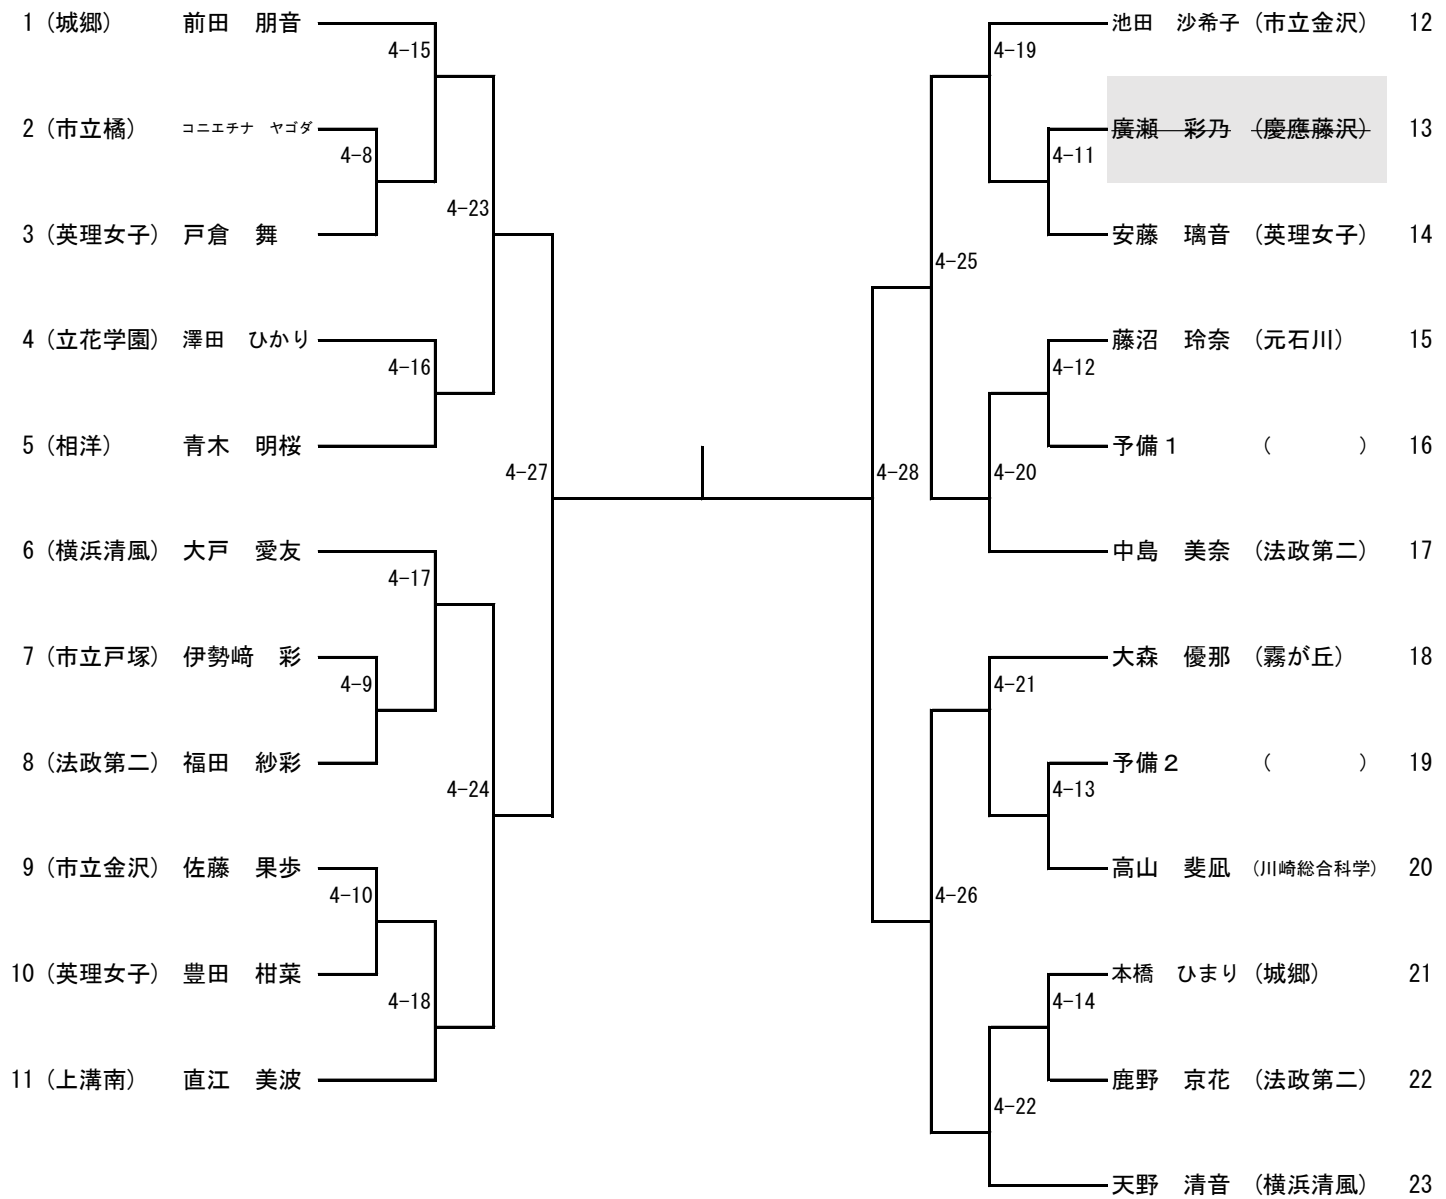 1 (城郷) 前田 朋音
4-15
2 (市立橘) コニエチナ ヤゴダ
4-8
3 (英理女子) 戸倉 舞
4-23
4 (立花学園) 澤田 ひかり
4-16
5 (相洋) 青木 明桜
4-27
6 (横浜清風) 大戸 愛友
4-17
7 (市立戸塚) 伊勢﨑 彩
4-9
8 (法政第二) 福田 紗彩
4-24
9 (市立金沢) 佐藤 果歩
4-10
10 (英理女子) 豊田 柑菜
4-18
11 (上溝南) 直江 美波
池田 沙希子 (市立金沢) 12
4-19
廣瀬 彩乃 (慶應藤沢) 13
4-11
安藤 璃音 (英理女子) 14
4-25
藤沼 玲奈 (元石川) 15
4-12
予備1 ( ) 16
4-28
4-20
中島 美奈 (法政第二) 17
大森 優那 (霧が丘) 18
4-21
予備2 ( ) 19
4-13
高山 斐凪 (川崎総合科学) 20
4-26
本橋 ひまり (城郷) 21
4-14
鹿野 京花 (法政第二) 22
4-22
天野 清音 (横浜清風) 23